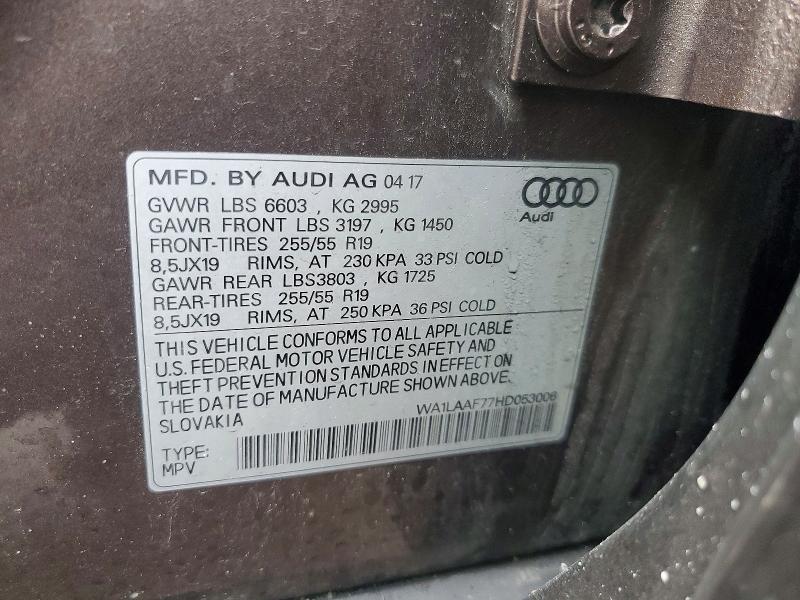 MFD. BY AUDI AG 04 17
GVWR LBS 6603 , KG 2995
GAWR FRONT LBS 3197 , KG 1450
FRONT-TIRES 255/55 R19
8,5JX19 RIMS, AT 230 KPA 33 PSI COLD
GAWR REAR LBS3803 , KG 1725
REAR-TIRES 255/55 R19
8,5JX19 RIMS, AT 250 KPA 36 PSI COLD
Audi
THIS VEHICLE CONFORMS TO ALL APPLICABLE
U.S. FEDERAL MOTOR VEHICLE SAFETY AND
THEFT PREVENTION STANDARDS IN EFFECT ON
THE DATE OF MANUFACTURE SHOWN ABOVE.
SLOVAKIA
WA1LAAF77HD053006
TYPE:
MPV